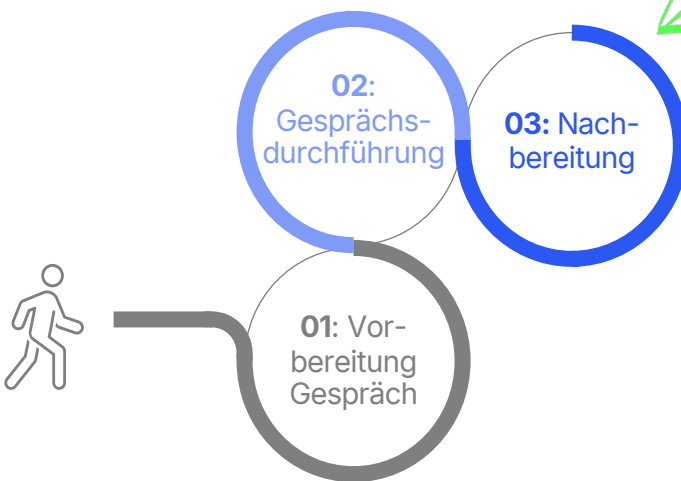 02:
Gesprächs-
durchführung
03: Nach-
bereitung
01: Vor-
bereitung
Gespräch